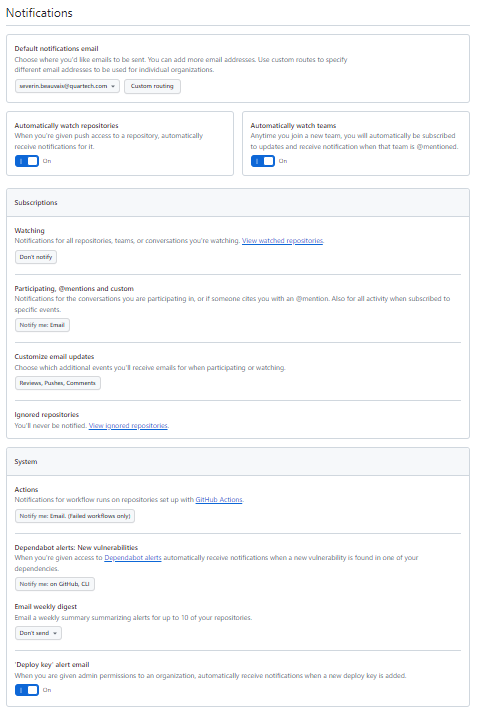 Notifications
Default notifications email
Choose where you'd like emails to be sent. You can add more email addresses. Use custom routes to specify
different email addresses to be used for individual organizations.
severin.beauvais@quartech.com
Custom routing
Automatically watch repositories
When you're given push access to a repository, automatically
receive notifications for it.
On
Automatically watch teams
Anytime you join a new team, you will automatically be subscribed
to updates and receive notification when that team is @mentioned.
On
Subscriptions
Watching
Notifications for all repositories, teams, or conversations you're watching. View watched repositories.
Don't notify
Participating, @mentions and custom
Notifications for the conversations you are participating in, or if someone cites you with an @mention. Also for all activity when subscribed to
specific events.
Notify me: Email
Customize email updates
Choose which additional events you'll receive emails for when participating or watching.
Reviews, Pushes, Comments
Ignored repositories
You'll never be notified. View ignored repositories.
System
Actions
Notifications for workflow runs on repositories set up with GitHub Actions.
Notify me: Email. (Failed workflows only)
Dependabot alerts: New vulnerabilities
When you're given access to Dependabot alerts automatically receive notifications when a new vulnerability is found in one of your
dependencies.
Notify me: on GitHub, CLI
Email weekly digest
Email a weekly summary summarizing alerts for up to 10 of your repositories.
Don't send
'Deploy key' alert email
When you are given admin permissions to an organization, automatically receive notifications when a new deploy key is added.
On